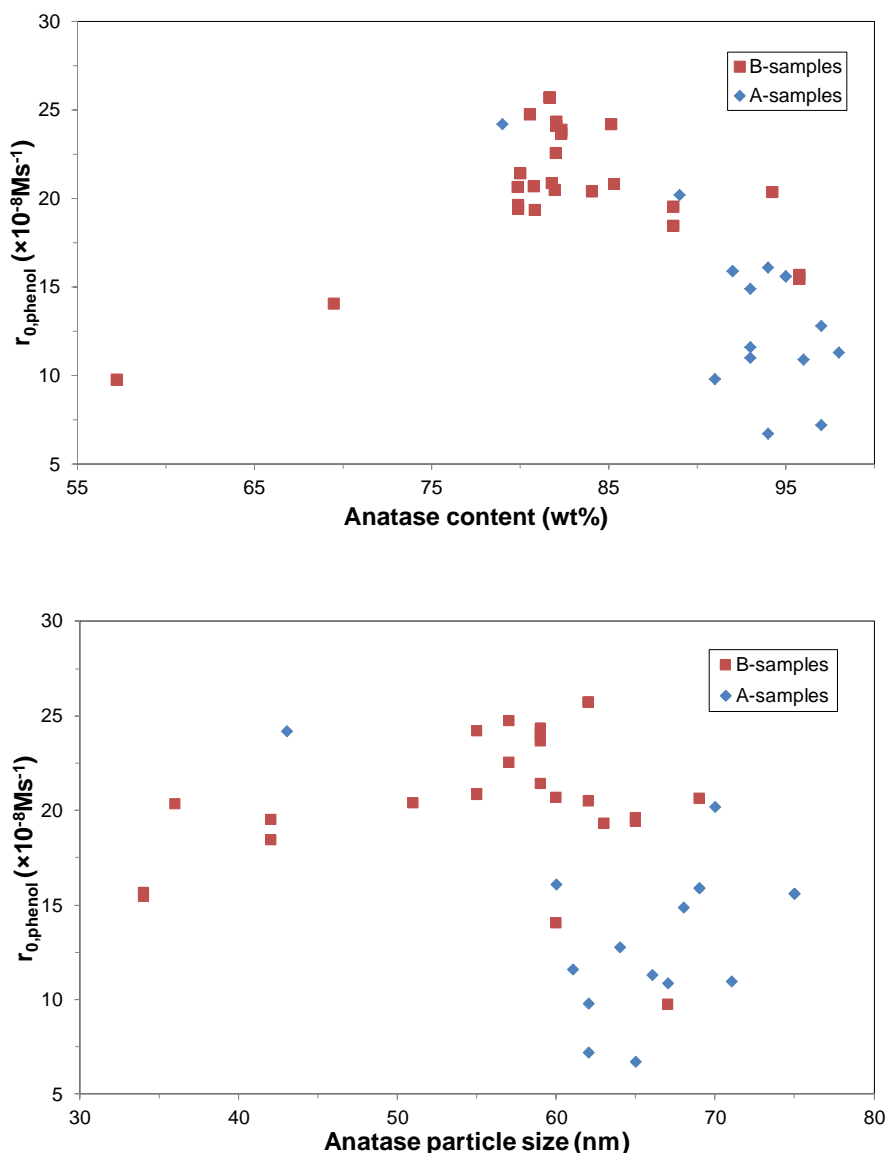 30
25
20
15
10
5
r0,phenol (×10-8Ms-1)
B-samples
A-samples
55 65 75 85 95
Anatase content (wt%)
30
25
20
15
10
5
r0,phenol (×10-8Ms-1)
B-samples
A-samples
30 40 50 60 70 80
Anatase particle size (nm)